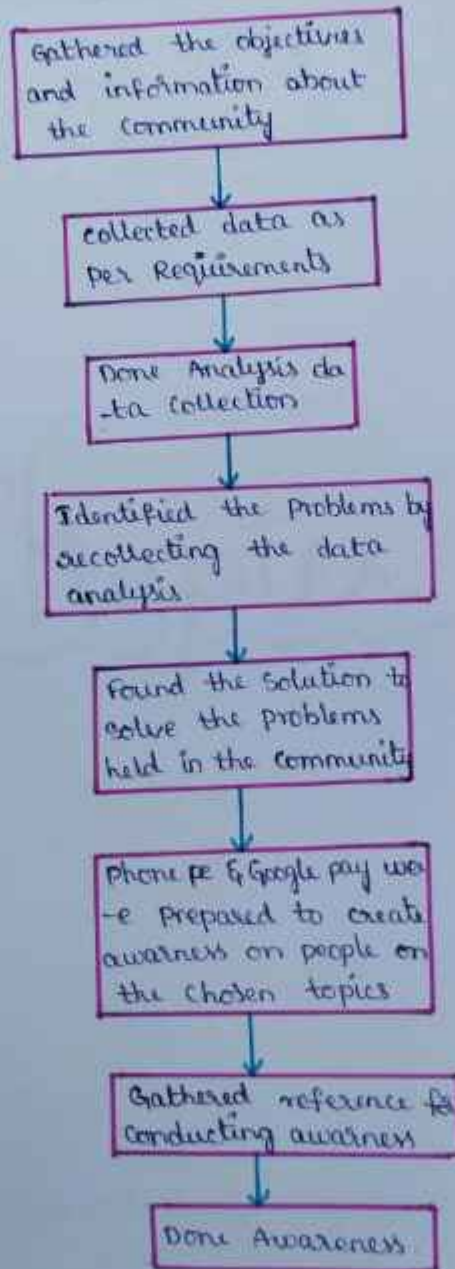 Gathered the objectives
and information about
the community
collected data as
per Requirements
Done Analysis da
-ta collection
Identified the Problems by
recollecting the data
analysis
Found the solution to
solve the problems
held in the community
Phone pe & Google pay wer
-e prepared to create
awarness on people on
the chosen topics
Gathered reference for
conducting awarness
Done Awareness